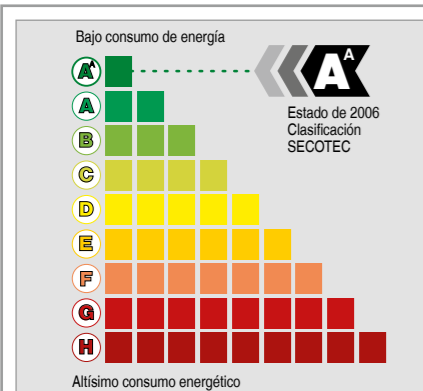 Bajo consumo de energía
A^A
A^A
Estado de 2006
Clasificación
SECOTEC
A
B
C
D
E
F
G
H
Altísimo consumo energético